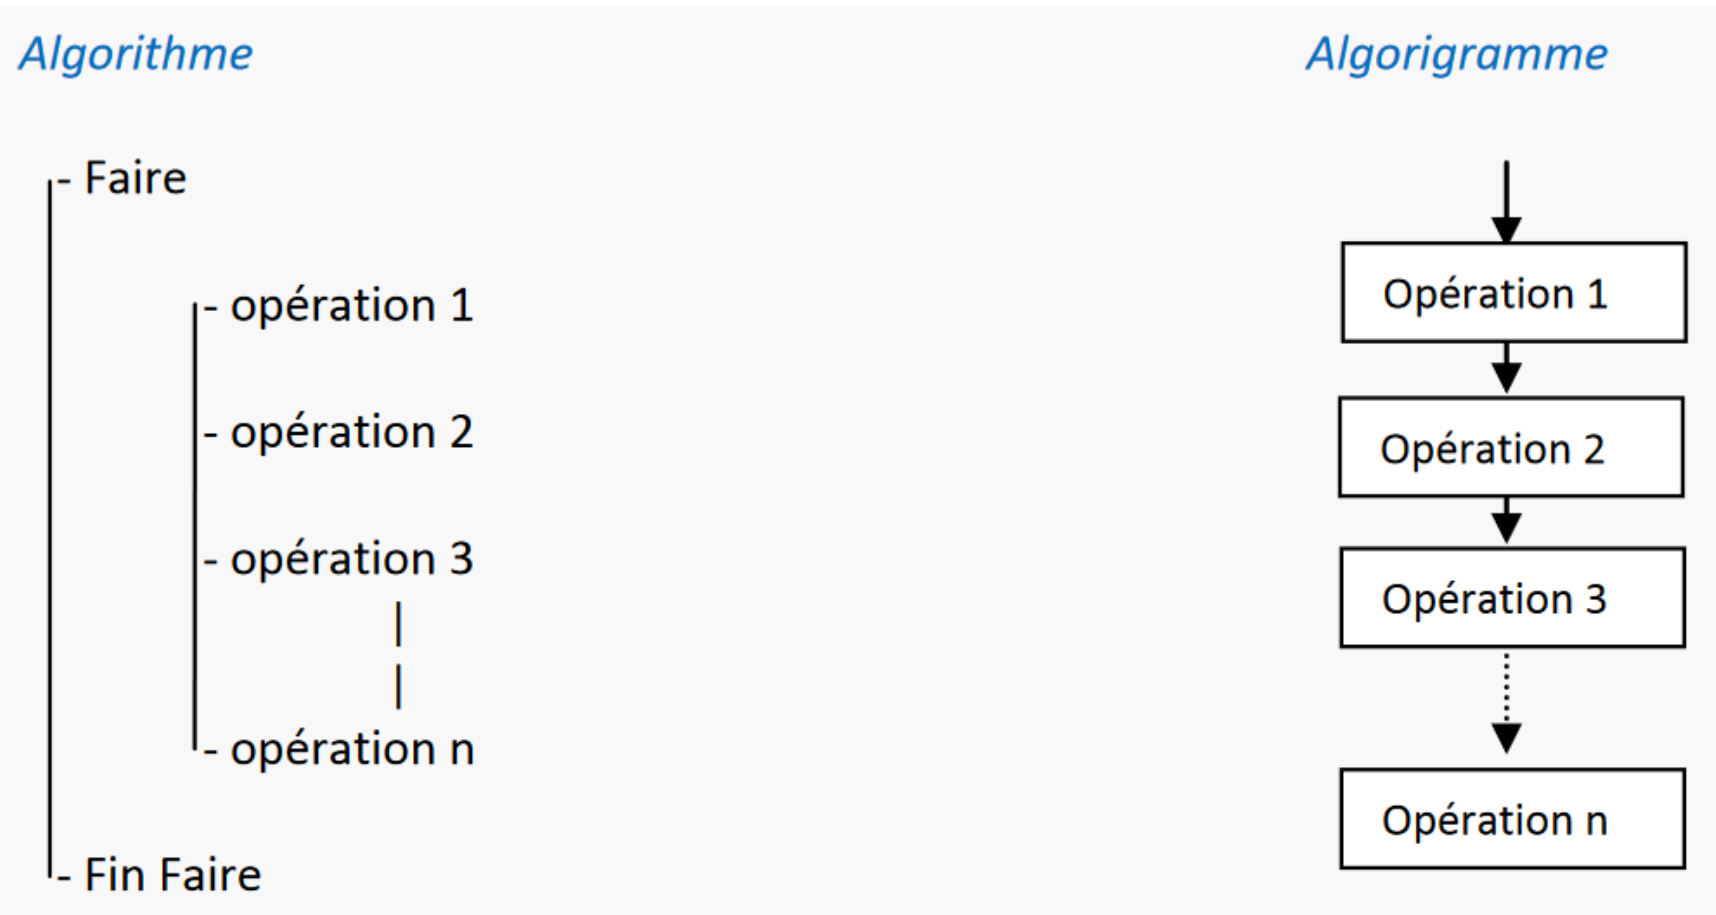 Algorithme
- Faire
- opération 1
- opération 2
- opération 3
|
|
- opération n
- Fin Faire
Algorigramme
Opération 1
Opération 2
Opération 3
Opération n